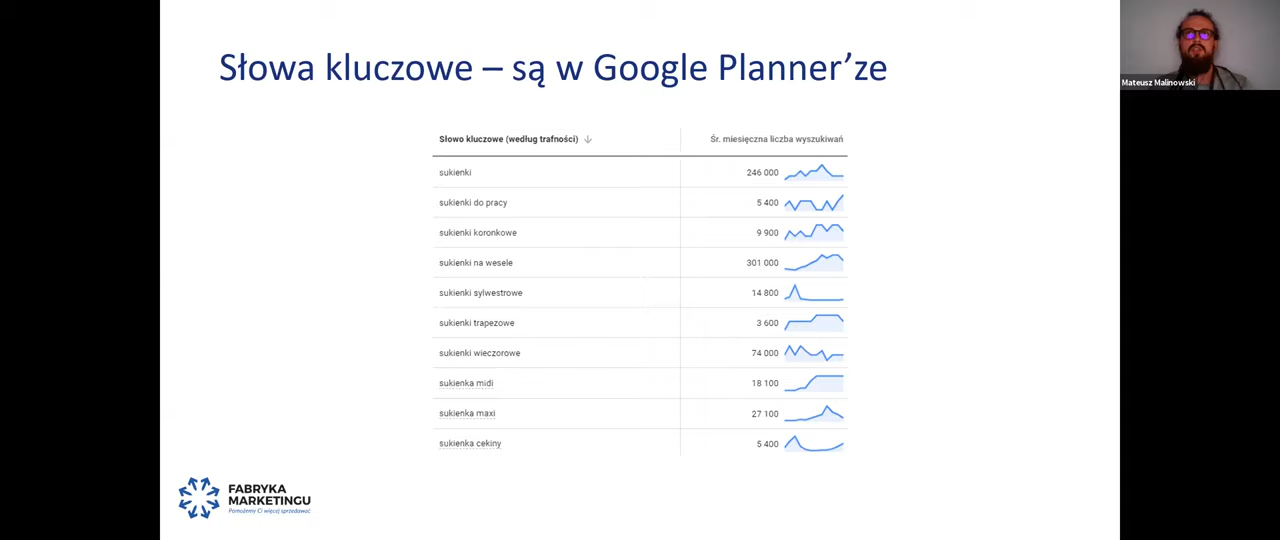 Słowa kluczowe – są w Google Planner’ze
Mateusz Malinowski
Słowo kluczowe (według trafności) Śr. miesięczna liczba wyszukiwań
sukienki 246 000
sukienki do pracy 5 400
sukienki koronkowe 9 900
sukienki na wesele 301 000
sukienki sylwestrowe 14 800
sukienki trapezowe 3 600
sukienki wieczorowe 74 000
sukienka midi 18 100
sukienka maxi 27 100
sukienka cekiny 5 400
FABRYKA
MARKETINGU
Pomożemy Ci więcej sprzedawać